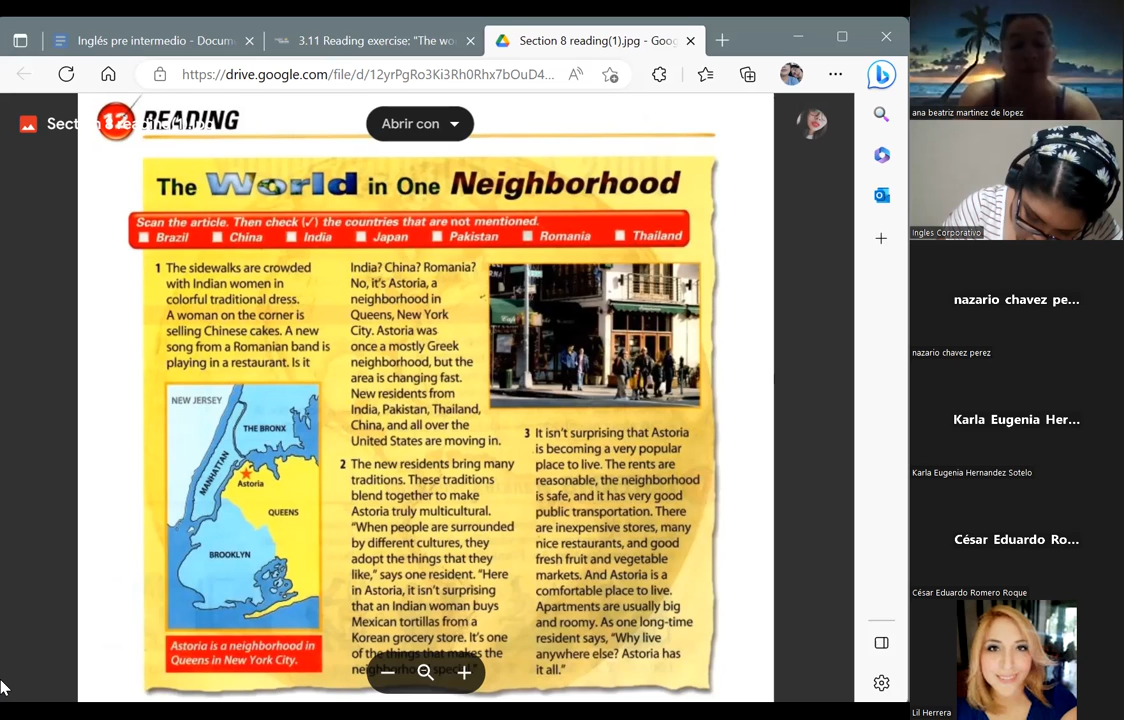 Inglés pre intermedio - Docum
3.11 Reading exercise: "The wo
Section 8 reading(1).jpg - Goog
https://drive.google.com/file/d/12yrPgRo3Ki3Rh0Rhx7bOuD4...
12 READING
Abrir con
The World in One Neighborhood
Scan the article. Then check (✓) the countries that are not mentioned.
Brazil China India Japan Pakistan Romania Thailand
1 The sidewalks are crowded
with Indian women in
colorful traditional dress.
A woman on the corner is
selling Chinese cakes. A new
song from a Romanian band is
playing in a restaurant. Is it
India? China? Romania?
No, it's Astoria, a
neighborhood in
Queens, New York
City. Astoria was
once a mostly Greek
neighborhood, but the
area is changing fast.
New residents from
India, Pakistan, Thailand,
China, and all over the
United States are moving in.
2 The new residents bring many
traditions. These traditions
blend together to make
Astoria truly multicultural.
"When people are surrounded
by different cultures, they
adopt the things that they
like," says one resident. "Here
in Astoria, it isn't surprising
that an Indian woman buys
Mexican tortillas from a
Korean grocery store. It's one
of the things that makes the
neighborhood special."
3 It isn't surprising that Astoria
is becoming a very popular
place to live. The rents are
reasonable, the neighborhood
is safe, and it has very good
public transportation. There
are inexpensive stores, many
nice restaurants, and good
fresh fruit and vegetable
markets. And Astoria is a
comfortable place to live.
Apartments are usually big
and roomy. As one long-time
resident says, "Why live
anywhere else? Astoria has
it all."
NEW JERSEY
THE BRONX
MANHATTAN
Astoria
QUEENS
BROOKLYN
Astoria is a neighborhood in
Queens in New York City.
ana beatriz martinez de lopez
Ingles Corporativo
nazario chavez pe...
nazario chavez perez
Karla Eugenia Her...
Karla Eugenia Hernandez Sotelo
César Eduardo Ro...
César Eduardo Romero Roque
Lil Herrera